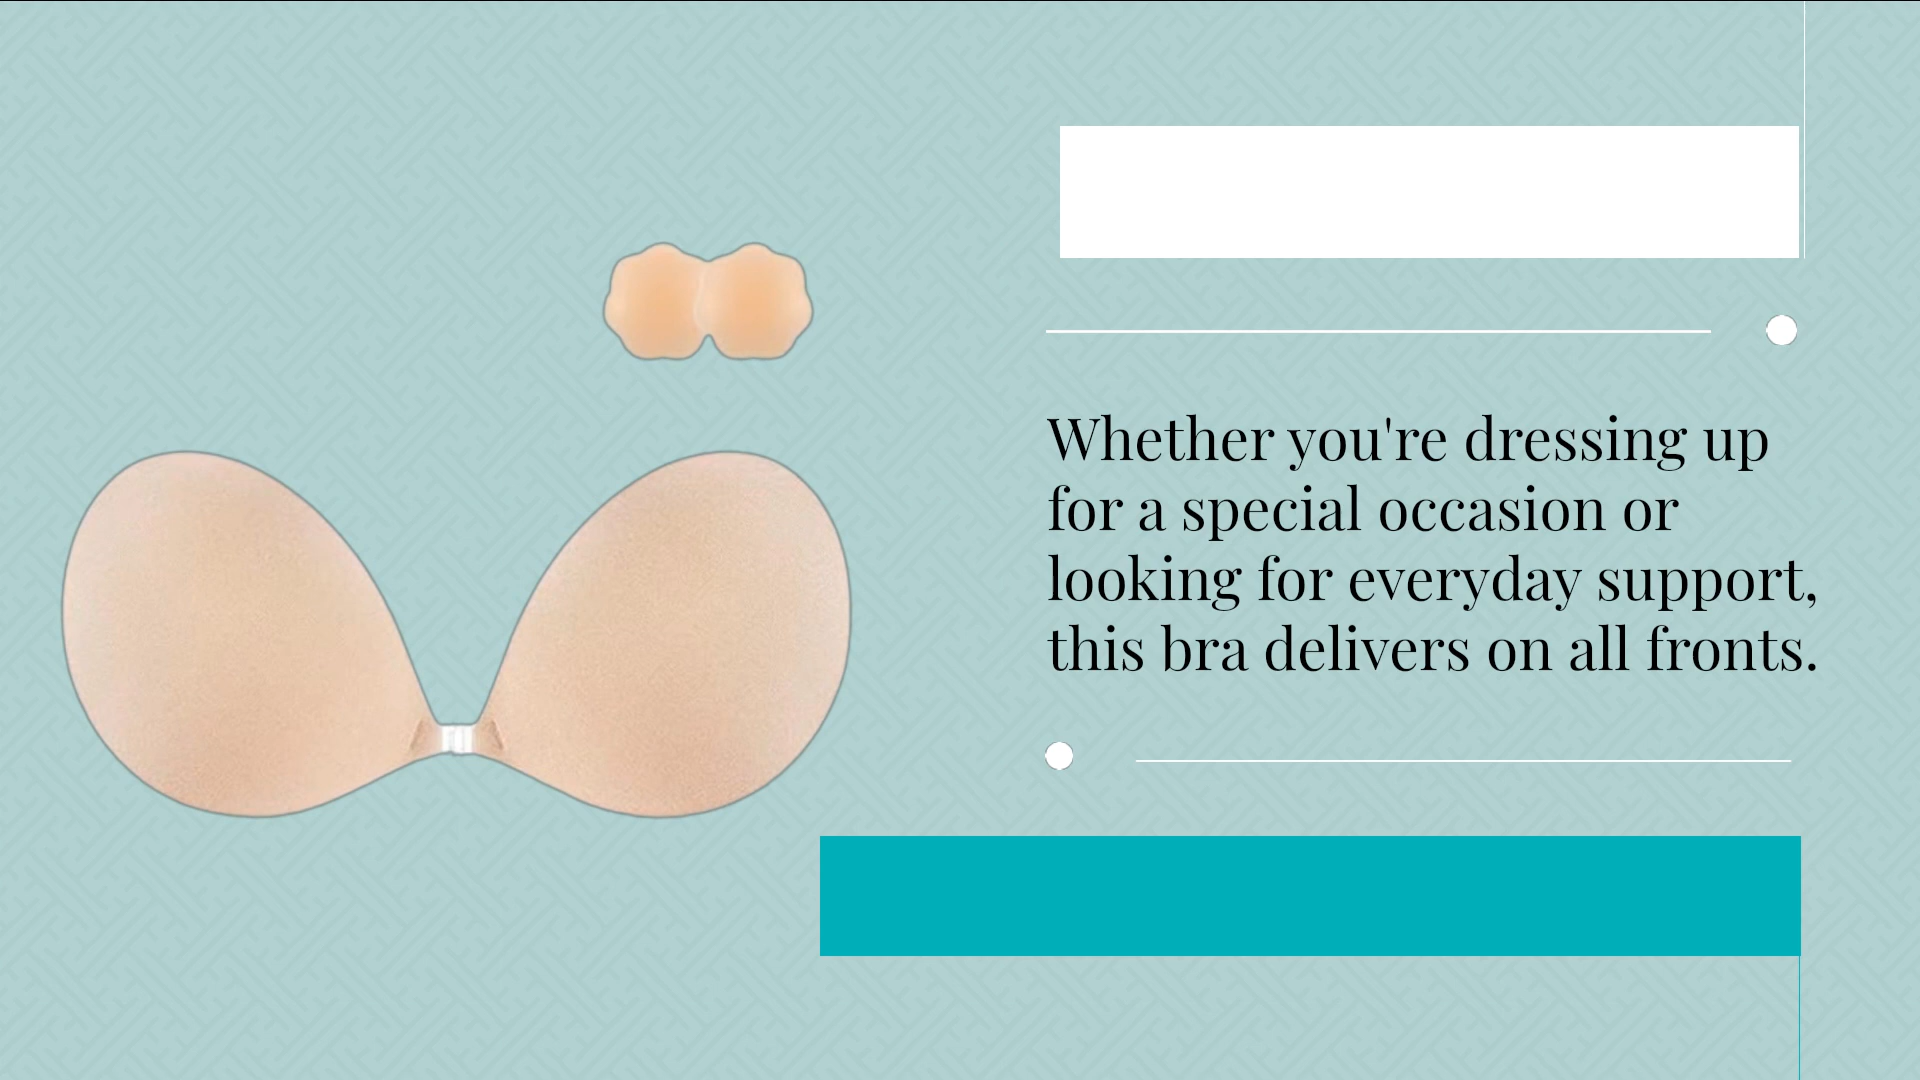 Whether you're dressing up
for a special occasion or
looking for everyday support,
this bra delivers on all fronts.